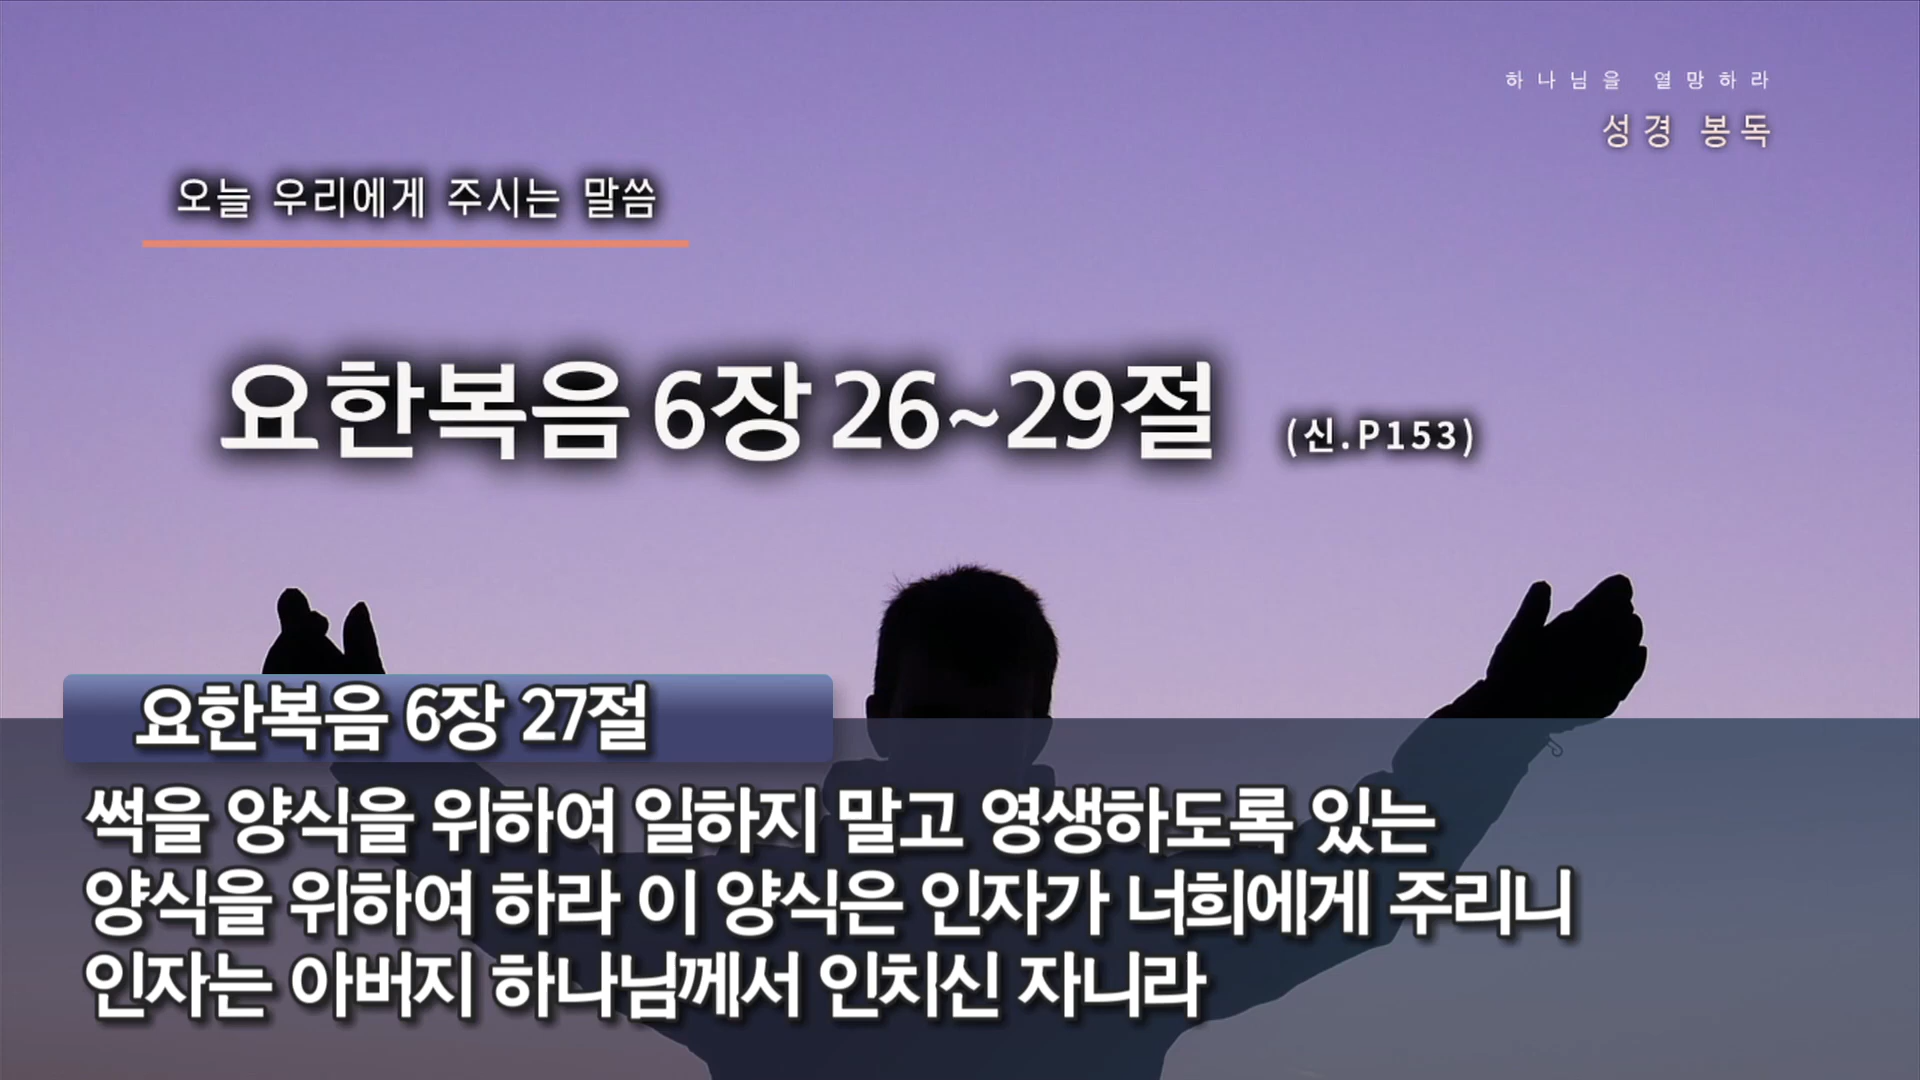 하나님을 열망하라
성경 봉독
오늘 우리에게 주시는 말씀
요한복음 6장 26~29절 (신.P153)
요한복음 6장 27절
썩을 양식을 위하여 일하지 말고 영생하도록 있는
양식을 위하여 하라 이 양식은 인자가 너희에게 주리니
인자는 아버지 하나님께서 인치신 자니라